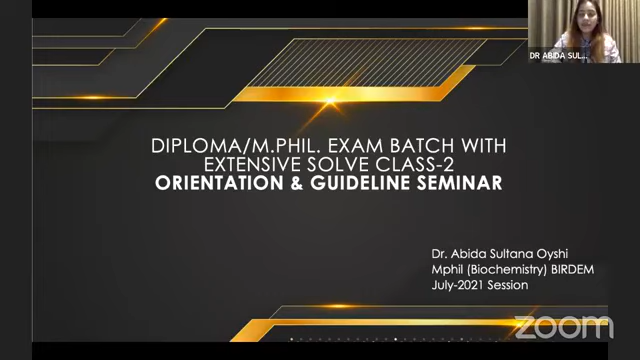 DR ABIDA SUL...
DIPLOMA/M.PHIL. EXAM BATCH WITH
EXTENSIVE SOLVE CLASS-2
ORIENTATION & GUIDELINE SEMINAR
Dr. Abida Sultana Oyshi
Mphil (Biochemistry) BIRDEM
July-2021 Session
zoom